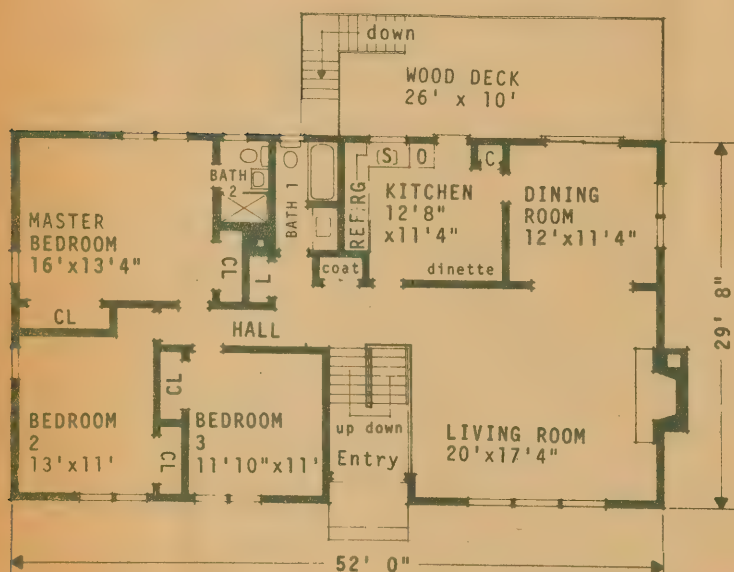 down
WOOD DECK
26' x 10'
BATH
2
BATH 1
(S)
O
C
REF.
RG
KITCHEN
12'8"
x11'4"
dinette
DINING
ROOM
12'x11'4"
MASTER
BEDROOM
16'x13'4"
CL
L
coat
CL
HALL
29' 8"
BEDROOM
2
13'x11'
CL
CL
BEDROOM
3
11'10"x11'
up down
Entry
LIVING ROOM
20'x17'4"
52' 0"